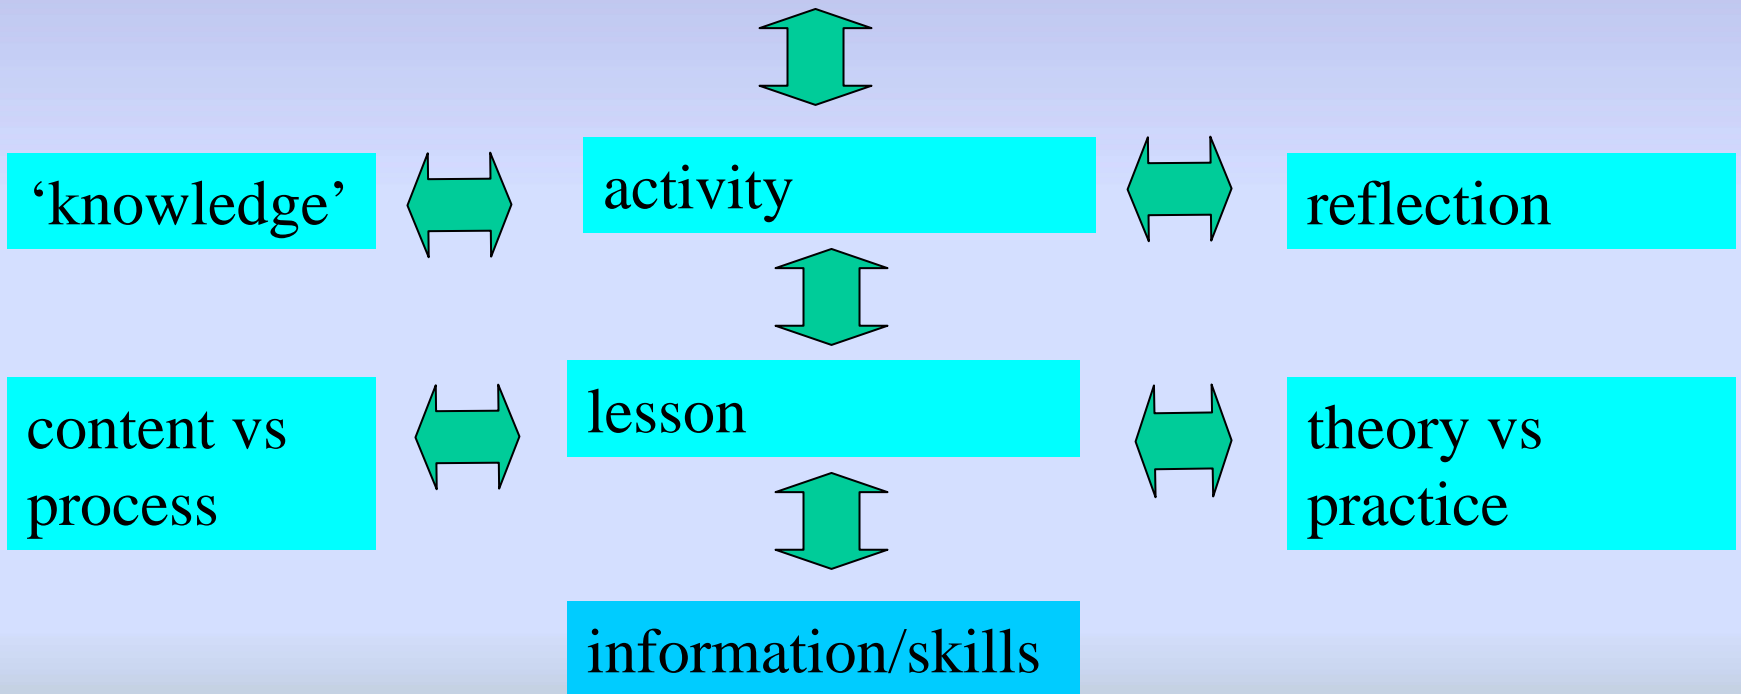 ‘knowledge’
activity
reflection
content vs
process
lesson
theory vs
practice
information/skills